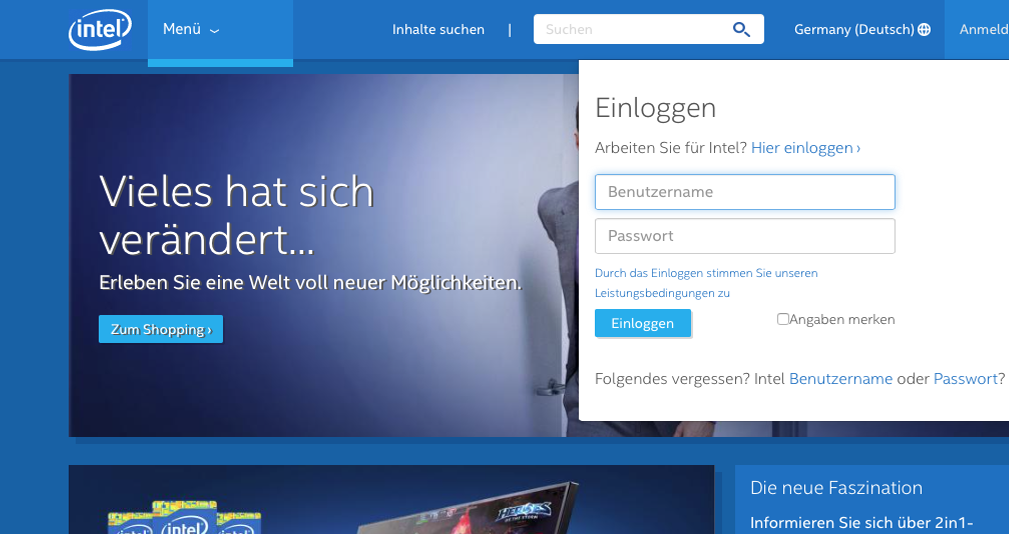 intel
Menü
Inhalte suchen
|
Suchen
Germany (Deutsch)
Anmeld
Einloggen
Arbeiten Sie für Intel? Hier einloggen ›
Benutzername
Passwort
Durch das Einloggen stimmen Sie unseren
Leistungsbedingungen zu
Einloggen
Angaben merken
Folgendes vergessen? Intel Benutzername oder Passwort?
Vieles hat sich
verändert...
Erleben Sie eine Welt voll neuer Möglichkeiten.
Zum Shopping ›
intel
HEROES
OF THE STORM
Die neue Faszination
Informieren Sie sich über 2in1-